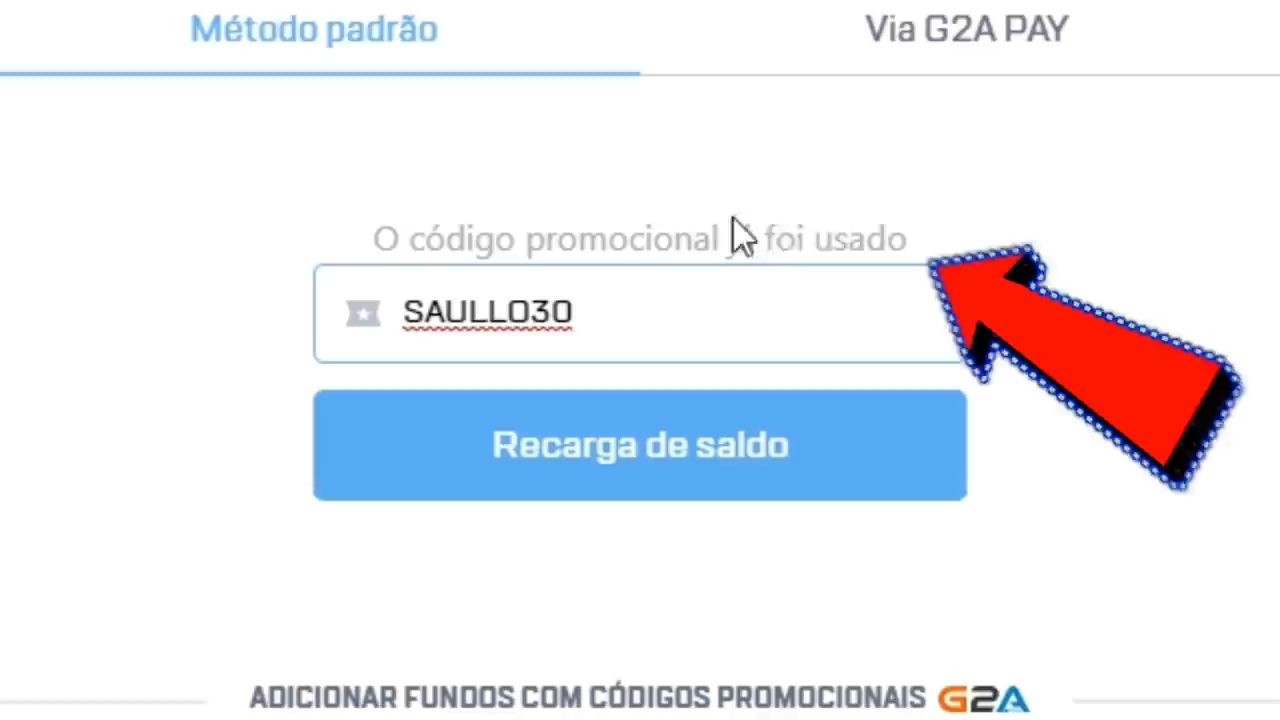 Método padrão
Via G2A PAY
O código promocional já foi usado
SAULLO30
Recarga de saldo
ADICIONAR FUNDOS COM CÓDIGOS PROMOCIONAIS G2A